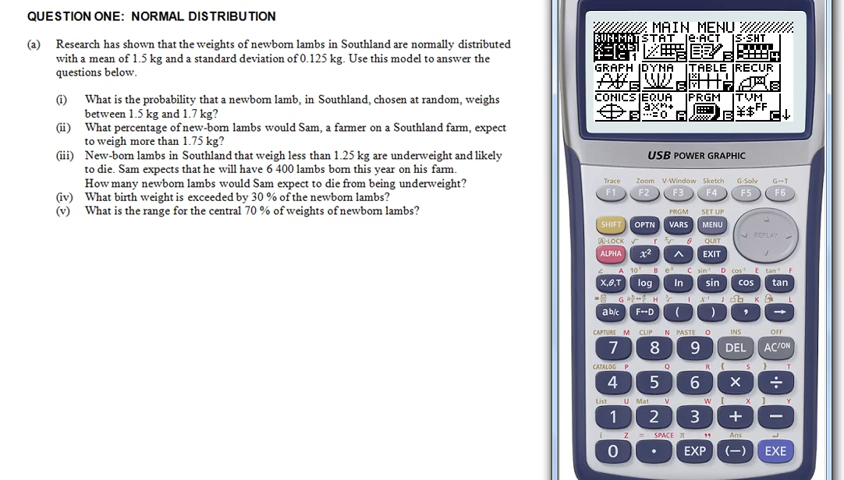 QUESTION ONE: NORMAL DISTRIBUTION
(a) Research has shown that the weights of newborn lambs in Southland are normally distributed
with a mean of 1.5 kg and a standard deviation of 0.125 kg. Use this model to answer the
questions below.
(i) What is the probability that a newborn lamb, in Southland, chosen at random, weighs
between 1.5 kg and 1.7 kg?
(ii) What percentage of new-born lambs would Sam, a farmer on a Southland farm, expect
to weigh more than 1.75 kg?
(iii) New-born lambs in Southland that weigh less than 1.25 kg are underweight and likely
to die. Sam expects that he will have 6 400 lambs born this year on his farm.
How many newborn lambs would Sam expect to die from being underweight?
(iv) What birth weight is exceeded by 30 % of the newborn lambs?
(v) What is the range for the central 70 % of weights of newborn lambs?
MAIN MENU
RUN-MAT STAT e-ACT S-SHT
GRAPH DYNA TABLE RECUR
CONICS EQUA PRGM TVM
USB POWER GRAPHIC
Trace Zoom V-Window Sketch G-Solv G↔T
F1 F2 F3 F4 F5 F6
PRGM SET UP
SHIFT OPTN VARS MENU
REPLAY
A-LOCK √ r θ QUIT
ALPHA x² ^ EXIT
∠ A 10ˣ B eˣ C sin⁻¹ D cos⁻¹ E tan⁻¹ F
X,θ,T log ln sin cos tan
G H I J K L
ab/c F↔D ( ) , →
CAPTURE M CLIP N PASTE O INS OFF
7 8 9 DEL AC/ON
CATALOG P Q R { S } T
4 5 6 × ÷
List U Mat V W [ X ] Y
1 2 3 + −
Z = SPACE π " Ans
0 • EXP (−) EXE